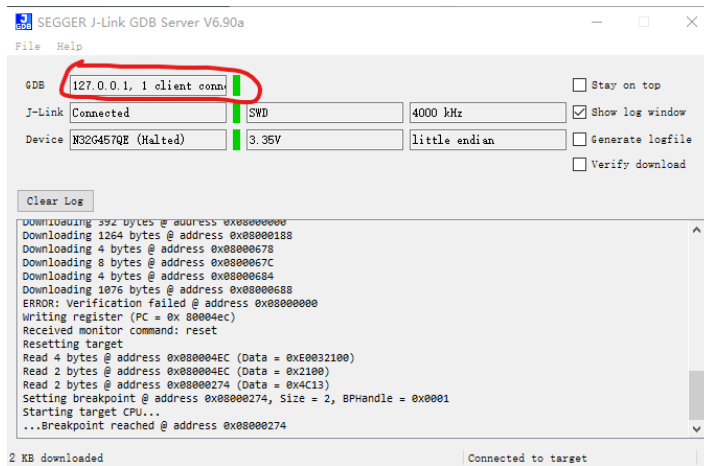 SEGGER J-Link GDB Server V6.90a
File Help
GDB 127.0.0.1, 1 client conn
Stay on top
J-Link Connected SWD 4000 kHz
Show log window
Device N32G457QE (Halted) 3.35V little endian
Generate logfile
Verify download
Clear Log
Downloading 392 bytes @ address 0x08000000
Downloading 1264 bytes @ address 0x08000188
Downloading 4 bytes @ address 0x08000678
Downloading 8 bytes @ address 0x0800067C
Downloading 4 bytes @ address 0x08000684
Downloading 1076 bytes @ address 0x08000688
ERROR: Verification failed @ address 0x08000000
Writing register (PC = 0x 80004ec)
Received monitor command: reset
Resetting target
Read 4 bytes @ address 0x080004EC (Data = 0xE0032100)
Read 2 bytes @ address 0x080004EC (Data = 0x2100)
Read 2 bytes @ address 0x08000274 (Data = 0x4C13)
Setting breakpoint @ address 0x08000274, Size = 2, BPHandle = 0x0001
Starting target CPU...
...Breakpoint reached @ address 0x08000274
2 KB downloaded Connected to target